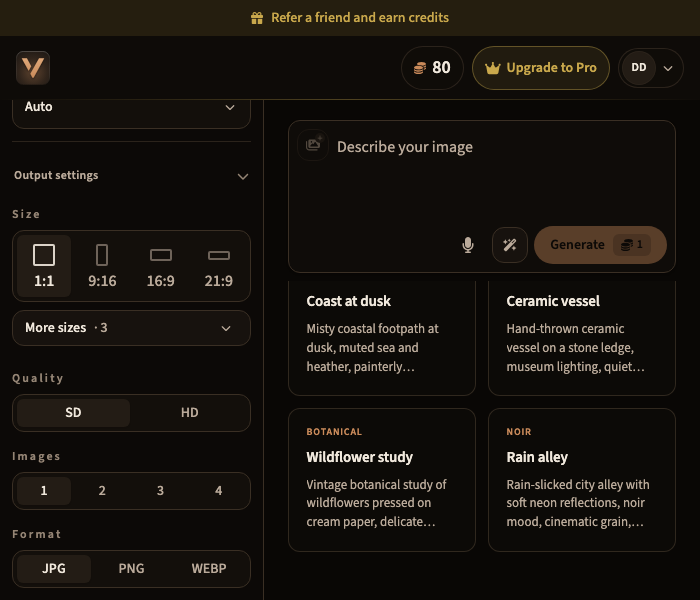 Refer a friend and earn credits
80
Upgrade to Pro
DD
Auto
Output settings
Size
1:1
9:16
16:9
21:9
More sizes · 3
Quality
SD
HD
Images
1
2
3
4
Format
JPG
PNG
WEBP
Describe your image
Generate
1
Coast at dusk
Misty coastal footpath at
dusk, muted sea and
heather, painterly…
Ceramic vessel
Hand-thrown ceramic
vessel on a stone ledge,
museum lighting, quiet…
BOTANICAL
Wildflower study
Vintage botanical study of
wildflowers pressed on
cream paper, delicate…
NOIR
Rain alley
Rain-slicked city alley with
soft neon reflections, noir
mood, cinematic grain,…